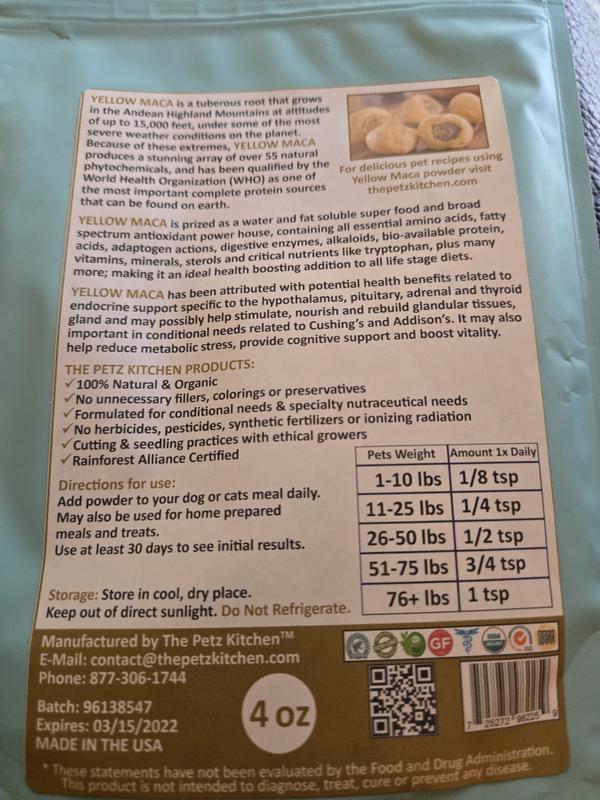 YELLOW MACA is a tuberous root that grows
in the Andean Highland Mountains at altitudes
of up to 15,000 feet, under some of the most
severe weather conditions on the planet.
Because of these extremes, YELLOW MACA
produces a stunning array of over 55 natural
phytochemicals, and has been qualified by the
World Health Organization (WHO) as one of
the most important complete protein sources
that can be found on earth.
For delicious pet recipes using
Yellow Maca powder visit
thepetzkitchen.com
YELLOW MACA is prized as a water and fat soluble super food and broad
spectrum antioxidant power house, containing all essential amino acids, fatty
acids, adaptogen actions, digestive enzymes, alkaloids, bio-available protein,
vitamins, minerals, sterols and critical nutrients like tryptophan, plus many
more; making it an ideal health boosting addition to all life stage diets.
YELLOW MACA has been attributed with potential health benefits related to
endocrine support specific to the hypothalamus, pituitary, adrenal and thyroid
gland and may possibly help stimulate, nourish and rebuild glandular tissues,
important in conditional needs related to Cushing's and Addison's. It may also
help reduce metabolic stress, provide cognitive support and boost vitality.
THE PETZ KITCHEN PRODUCTS:
✓100% Natural & Organic
✓No unnecessary fillers, colorings or preservatives
✓Formulated for conditional needs & specialty nutraceutical needs
✓No herbicides, pesticides, synthetic fertilizers or ionizing radiation
✓Cutting & seedling practices with ethical growers
✓Rainforest Alliance Certified
Directions for use:
Add powder to your dog or cats meal daily.
May also be used for home prepared
meals and treats.
Use at least 30 days to see initial results.
Pets Weight Amount 1x Daily
1-10 lbs 1/8 tsp
11-25 lbs 1/4 tsp
26-50 lbs 1/2 tsp
51-75 lbs 3/4 tsp
76+ lbs 1 tsp
Storage: Store in cool, dry place.
Keep out of direct sunlight. Do Not Refrigerate.
Manufactured by The Petz Kitchen™
E-Mail: contact@thepetzkitchen.com
Phone: 877-306-1744
GF
USDA
Batch: 96138547
Expires: 03/15/2022
MADE IN THE USA
4 oz
7 25272 98225 9
* These statements have not been evaluated by the Food and Drug Administration.
This product is not intended to diagnose, treat, cure or prevent any disease.